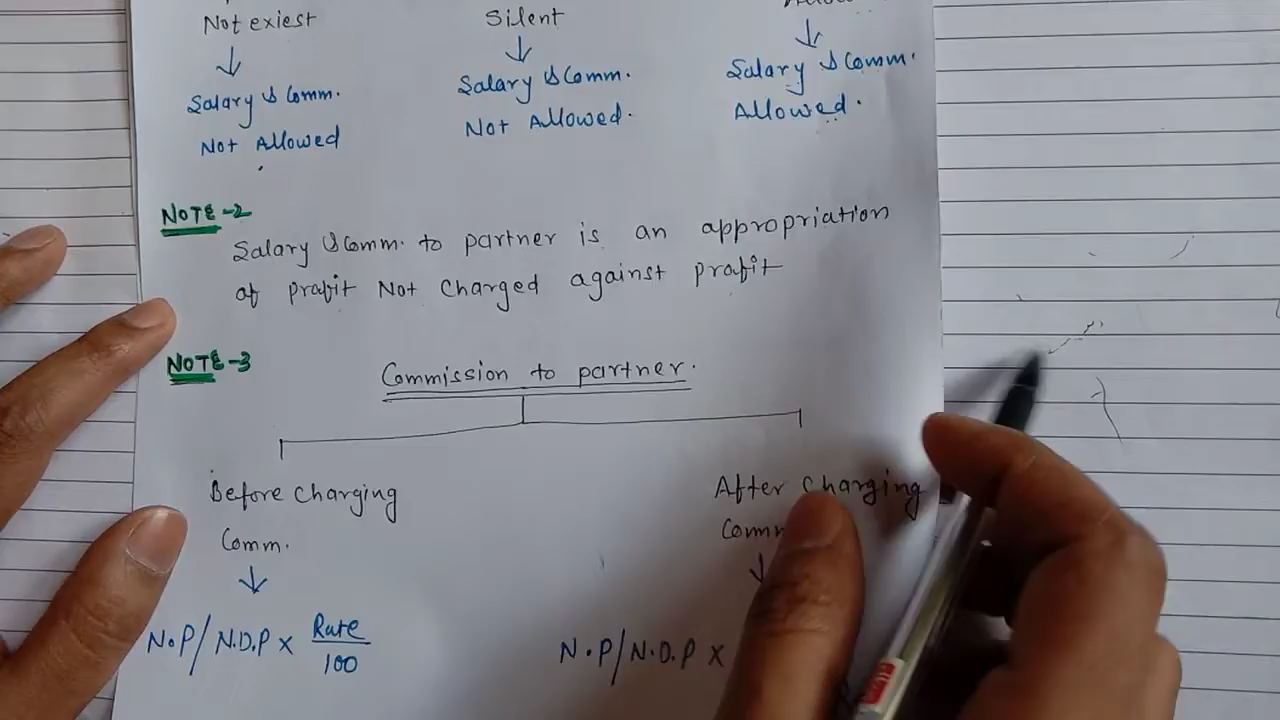 Not exiest
Silent
↓
↓
↓
Salary & Comm.
Not Allowed
Salary & Comm.
Not Allowed.
Salary & Comm.
Allowed.
NOTE-2
Salary & Comm. to partner is an appropriation
of profit Not Charged against profit
NOTE-3
Commission to partner.
Before Charging
Comm.
↓
N.P/N.D.P × Rate/100
After Charging
Comm
↓
N.P/N.D.P ×